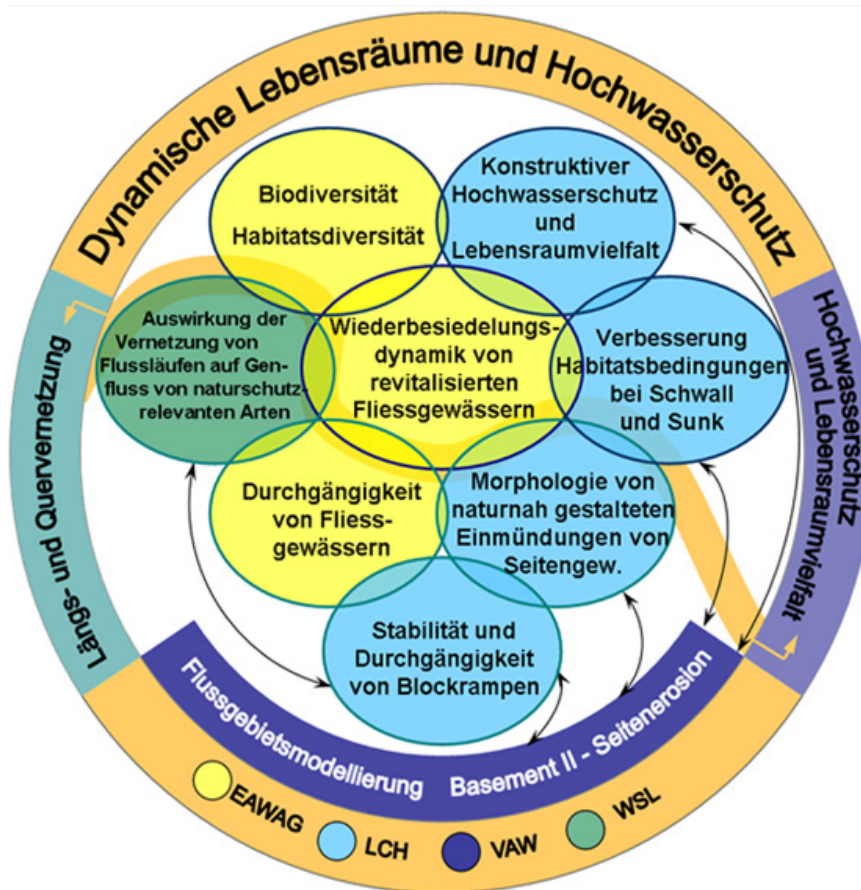 Dynamische Lebensräume und Hochwasserschutz
Biodiversität
Habitatsdiversität
Konstruktiver
Hochwasserschutz
und
Lebensraumvielfalt
Längs- und Quervernetzung
Auswirkung der
Vernetzung von
Flussläufen auf Gen-
fluss von naturschutz-
relevanten Arten
Wiederbesiedelungs-
dynamik von
revitalisierten
Fliessgewässern
Verbesserung
Habitatsbedingungen
bei Schwall
und Sunk
Hochwasserschutz
und Lebensraumvielfalt
Durchgängigkeit
von Fliess-
gewässern
Morphologie von
naturnah gestalteten
Einmündungen von
Seitengew.
Stabilität und
Durchgängigkeit
von Blockrampen
Flussgebietsmodellierung
Basement II - Seitenerosion
EAWAG
LCH
VAW
WSL